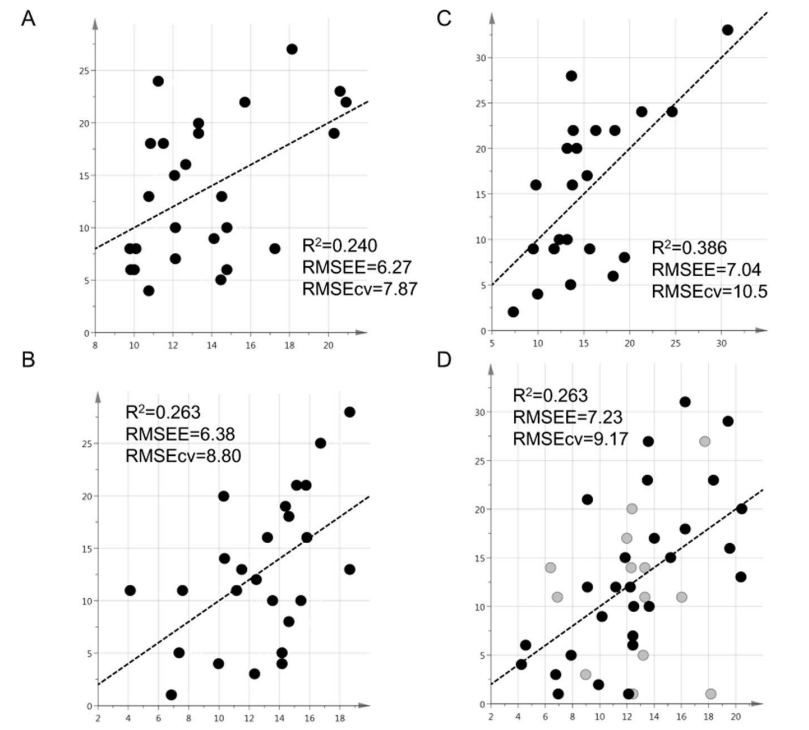 A
25
20
15
10
5
0
8 10 12 14 16 18 20
R²=0.240
RMSEE=6.27
RMSEcv=7.87
C
30
25
20
15
10
5
0
5 10 15 20 25 30
R²=0.386
RMSEE=7.04
RMSEcv=10.5
B
R²=0.263
RMSEE=6.38
RMSEcv=8.80
25
20
15
10
5
0
2 4 6 8 10 12 14 16 18
D
R²=0.263
RMSEE=7.23
RMSEcv=9.17
30
25
20
15
10
5
0
2 4 6 8 10 12 14 16 18 20